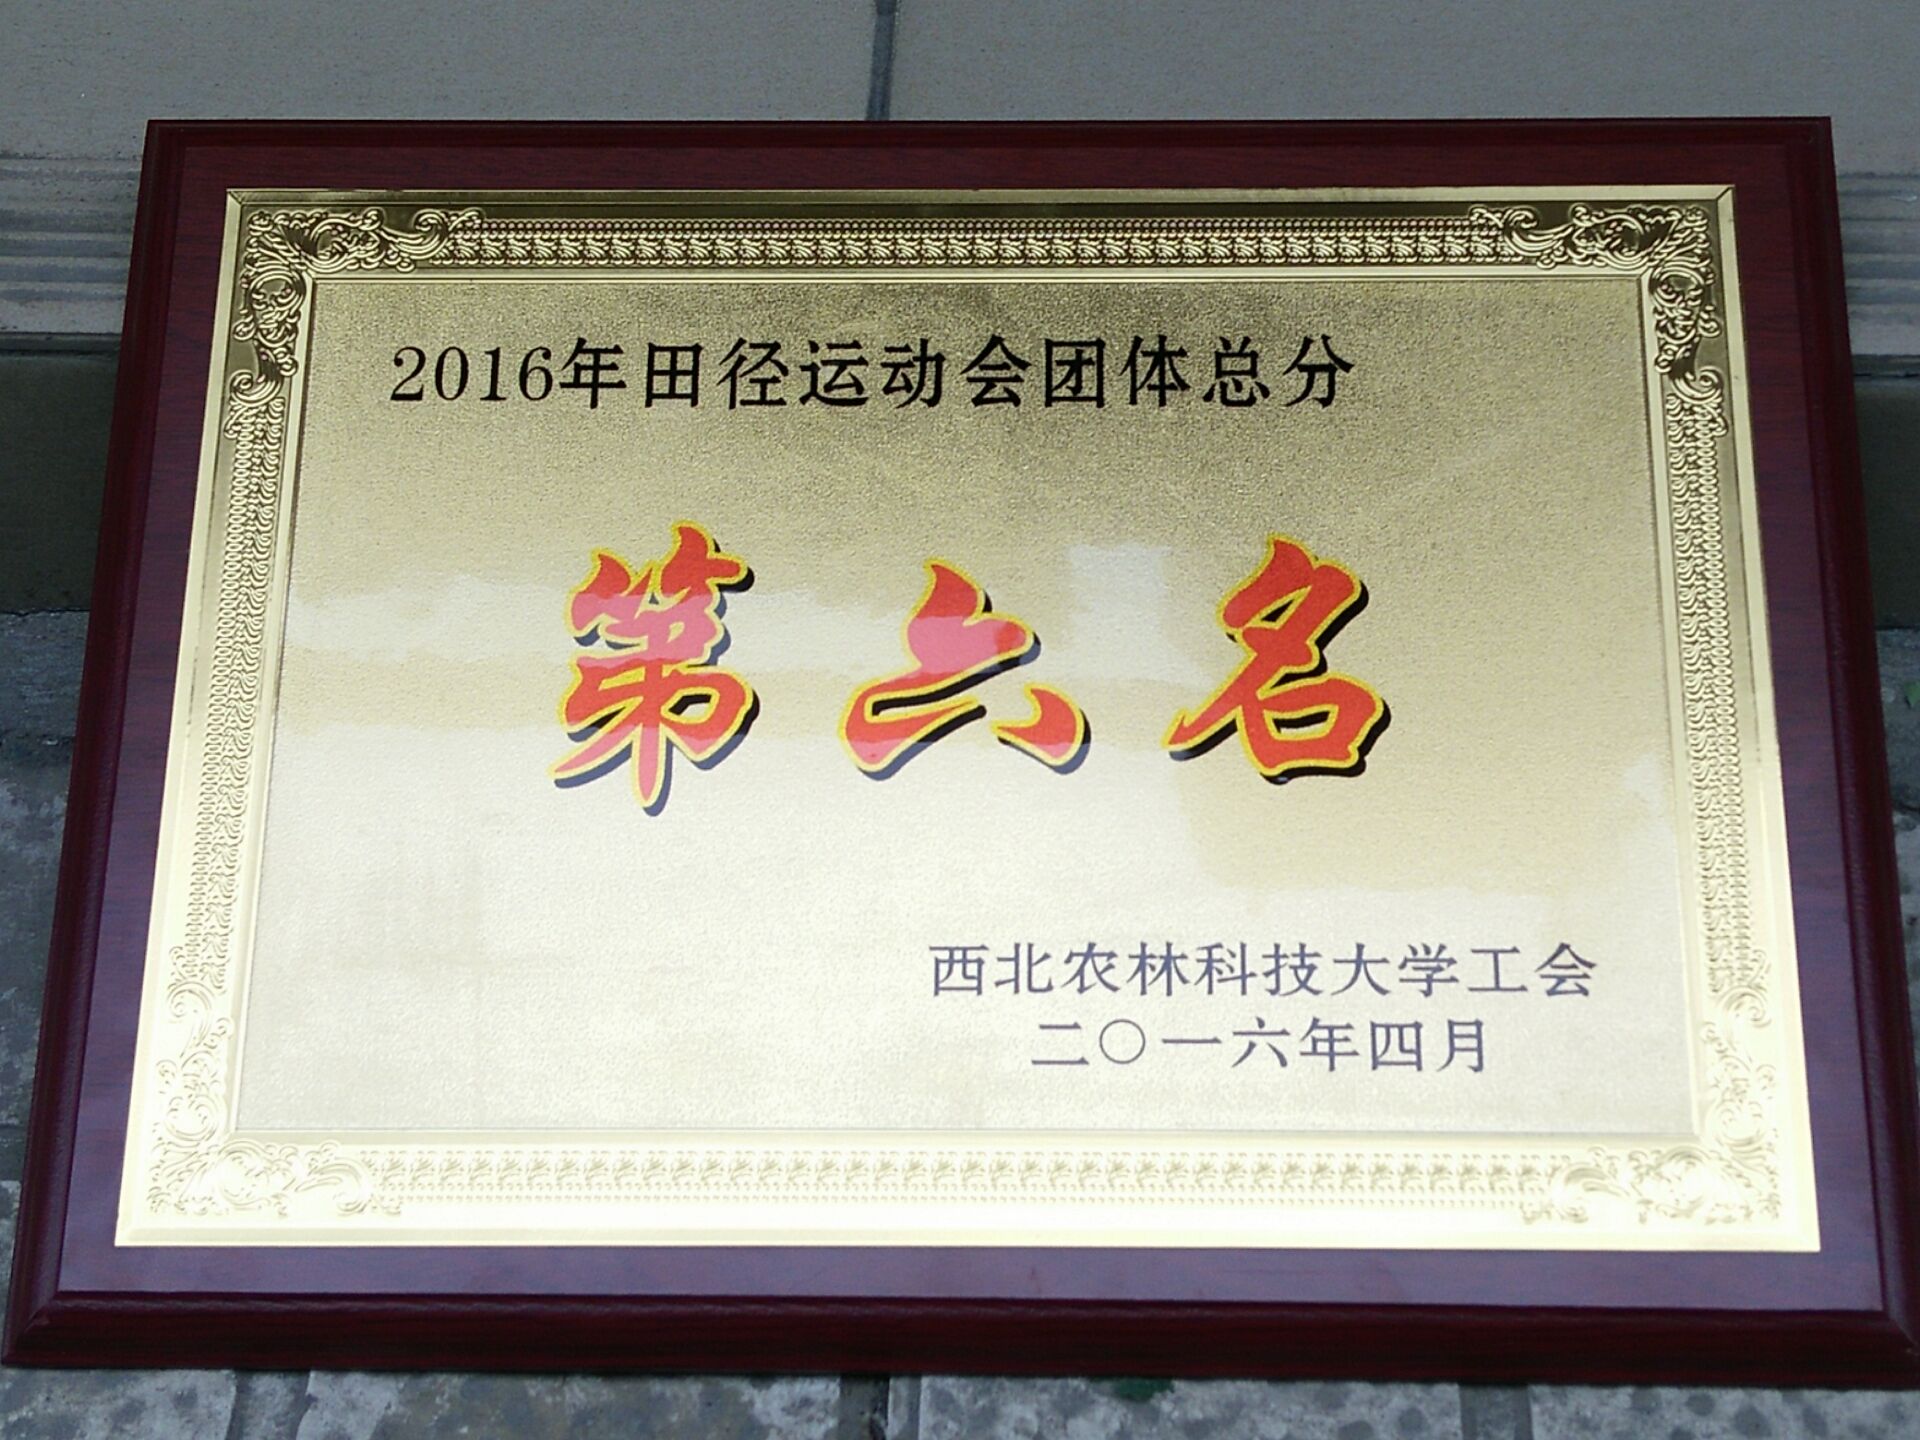 2016年田径运动会团体总分
第六名
西北农林科技大学工会
二〇一六年四月